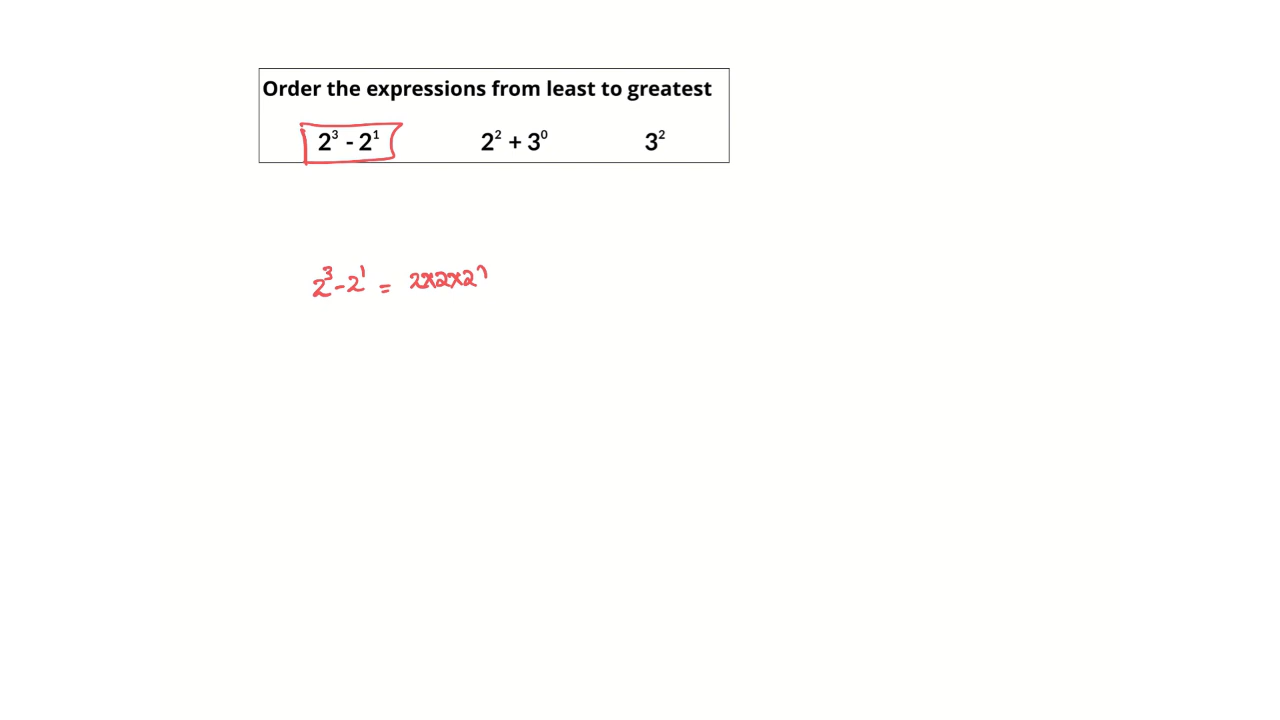 Order the expressions from least to greatest
2³ - 2¹ 2² + 3⁰ 3²
2³ - 2¹ = 2x2x2